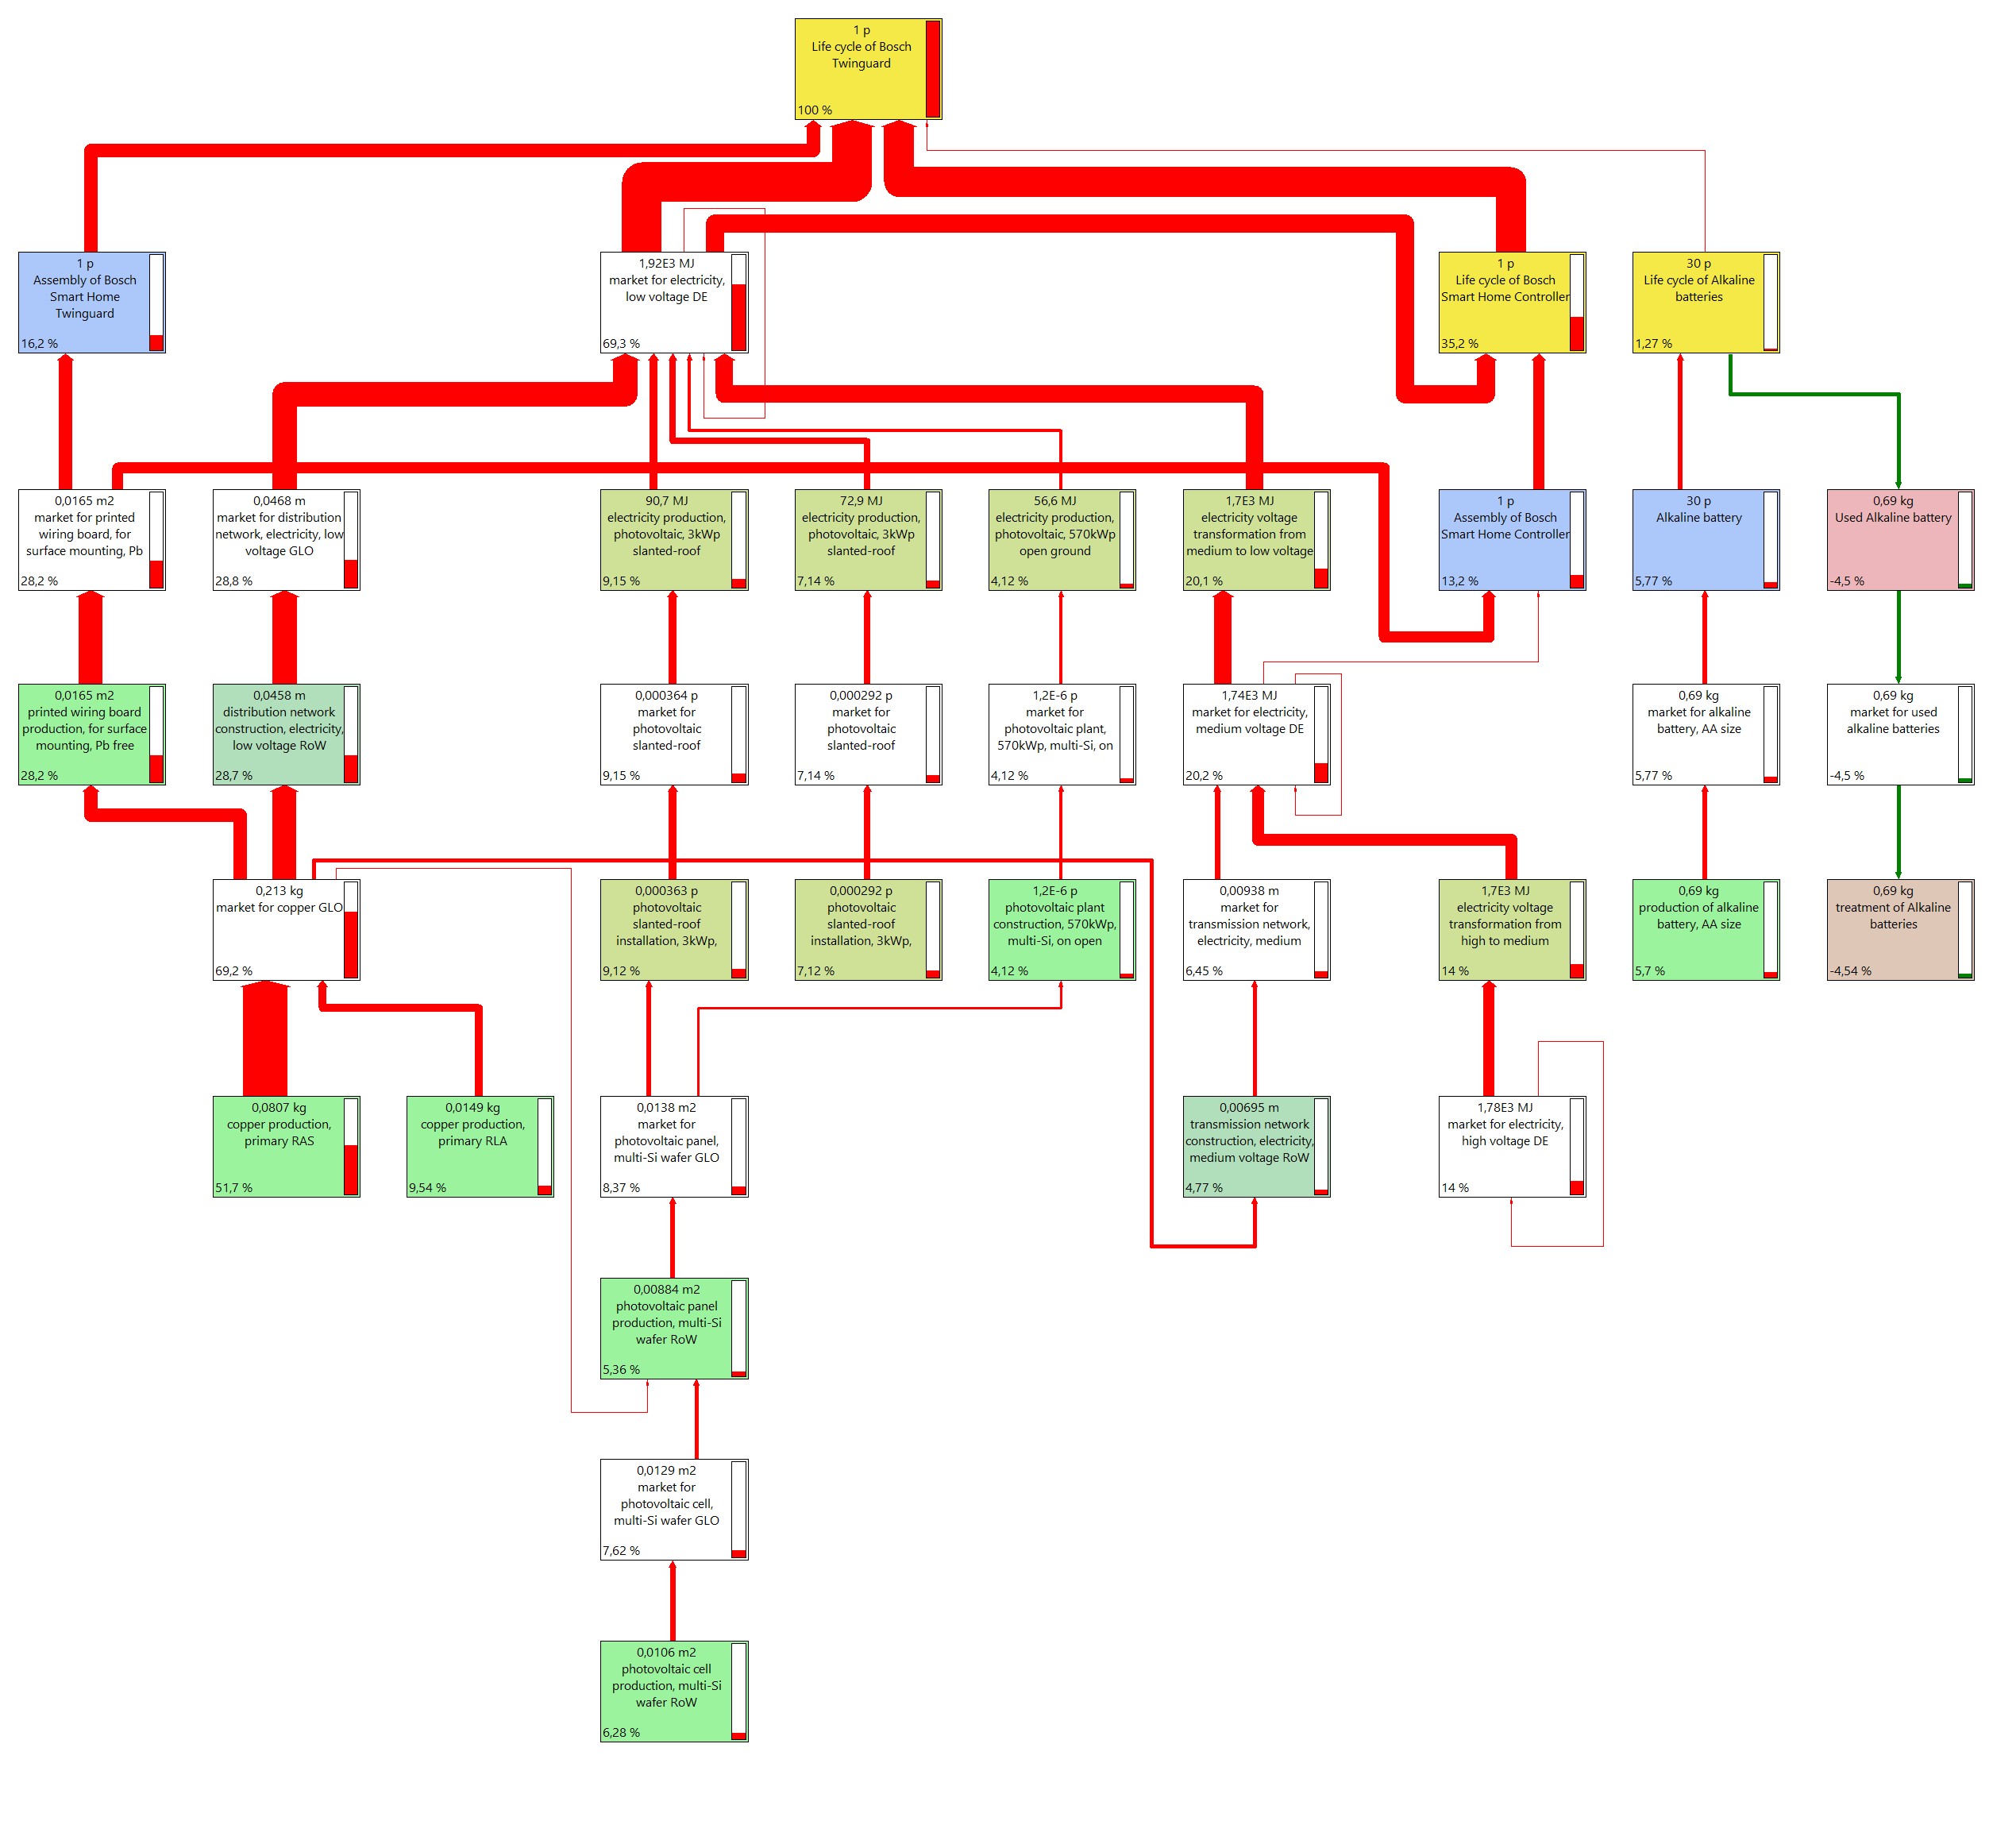 1 p
Life cycle of Bosch
Twinguard
100 %
1 p
Assembly of Bosch
Smart Home
Twinguard
16,2 %
1,92E3 MJ
market for electricity,
low voltage DE
69,3 %
1 p
Life cycle of Bosch
Smart Home Controller
35,2 %
30 p
Life cycle of Alkaline
batteries
1,27 %
0,0165 m2
market for printed
wiring board, for
surface mounting, Pb
28,2 %
0,0468 m
market for distribution
network, electricity, low
voltage GLO
28,8 %
90,7 MJ
electricity production,
photovoltaic, 3kWp
slanted-roof
9,15 %
72,9 MJ
electricity production,
photovoltaic, 3kWp
slanted-roof
7,14 %
56,6 MJ
electricity production,
photovoltaic, 570kWp
open ground
4,12 %
1,7E3 MJ
electricity voltage
transformation from
medium to low voltage
20,1 %
1 p
Assembly of Bosch
Smart Home Controller
13,2 %
30 p
Alkaline battery
5,77 %
0,69 kg
Used Alkaline battery
-4,5 %
0,0165 m2
printed wiring board
production, for surface
mounting, Pb free
28,2 %
0,0458 m
distribution network
construction, electricity,
low voltage RoW
28,7 %
0,000364 p
market for
photovoltaic
slanted-roof
9,15 %
0,000292 p
market for
photovoltaic
slanted-roof
7,14 %
1,2E-6 p
market for
photovoltaic plant,
570kWp, multi-Si, on
4,12 %
1,74E3 MJ
market for electricity,
medium voltage DE
20,2 %
0,69 kg
market for alkaline
battery, AA size
5,77 %
0,69 kg
market for used
alkaline batteries
-4,5 %
0,213 kg
market for copper GLO
69,2 %
0,000363 p
photovoltaic
slanted-roof
installation, 3kWp,
9,12 %
0,000292 p
photovoltaic
slanted-roof
installation, 3kWp,
7,12 %
1,2E-6 p
photovoltaic plant
construction, 570kWp,
multi-Si, on open
4,12 %
0,00938 m
market for
transmission network,
electricity, medium
6,45 %
1,7E3 MJ
electricity voltage
transformation from
high to medium
14 %
0,69 kg
production of alkaline
battery, AA size
5,7 %
0,69 kg
treatment of Alkaline
batteries
-4,54 %
0,0807 kg
copper production,
primary RAS
51,7 %
0,0149 kg
copper production,
primary RLA
9,54 %
0,0138 m2
market for
photovoltaic panel,
multi-Si wafer GLO
8,37 %
0,00695 m
transmission network
construction, electricity,
medium voltage RoW
4,77 %
1,78E3 MJ
market for electricity,
high voltage DE
14 %
0,00884 m2
photovoltaic panel
production, multi-Si
wafer RoW
5,36 %
0,0129 m2
market for
photovoltaic cell,
multi-Si wafer GLO
7,62 %
0,0106 m2
photovoltaic cell
production, multi-Si
wafer RoW
6,28 %